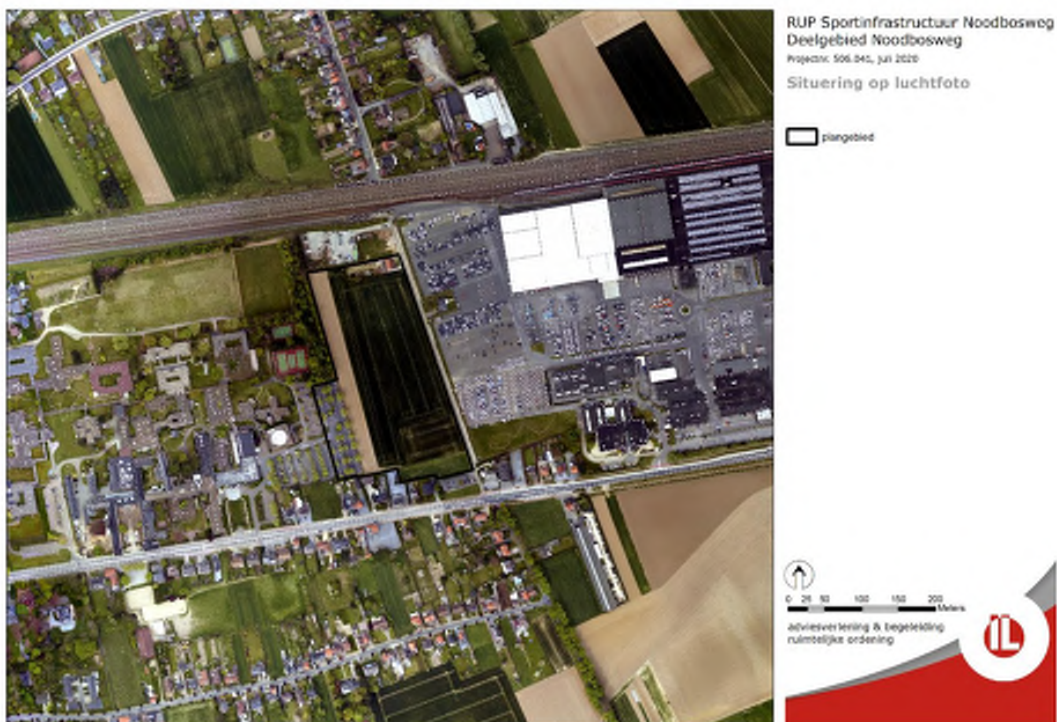 RUP Sportinfrastructuur Noodbosweg
Deelgebied Noodbosweg
Projectnr. 506.041, juli 2020
Situering op luchtfoto
plangebied
0 25 50 100 150 200
Meters
adviesverlening & begeleiding
ruimtelijke ordening
iL